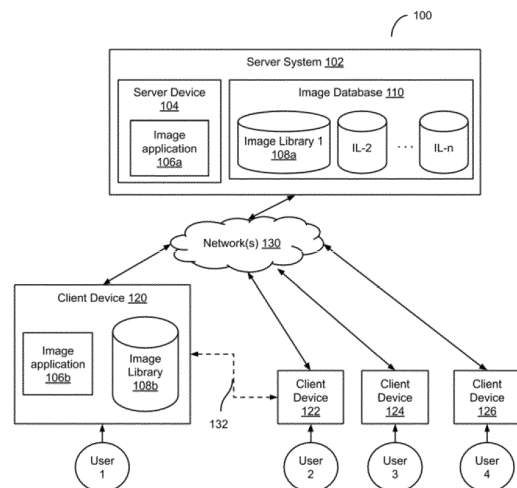 100
Server System 102
Server Device
104
Image
application
106a
Image Database 110
Image Library 1
108a
IL-2
. . .
IL-n
Network(s) 130
Client Device 120
Image
application
106b
Image
Library
108b
132
Client
Device
122
Client
Device
124
Client
Device
126
User
1
User
2
User
3
User
4